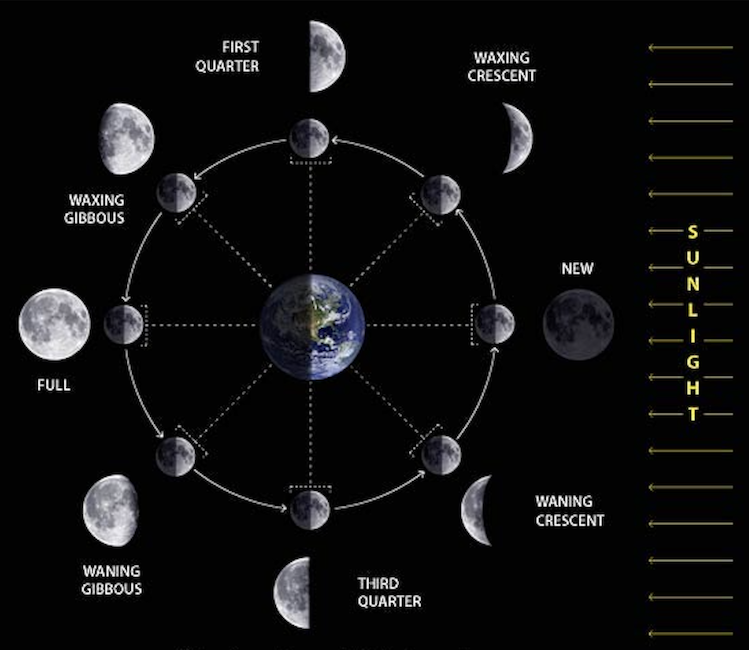 FIRST
QUARTER
WAXING
CRESCENT
WAXING
GIBBOUS
NEW
SUNLIGHT
FULL
WANING
CRESCENT
WANING
GIBBOUS
THIRD
QUARTER